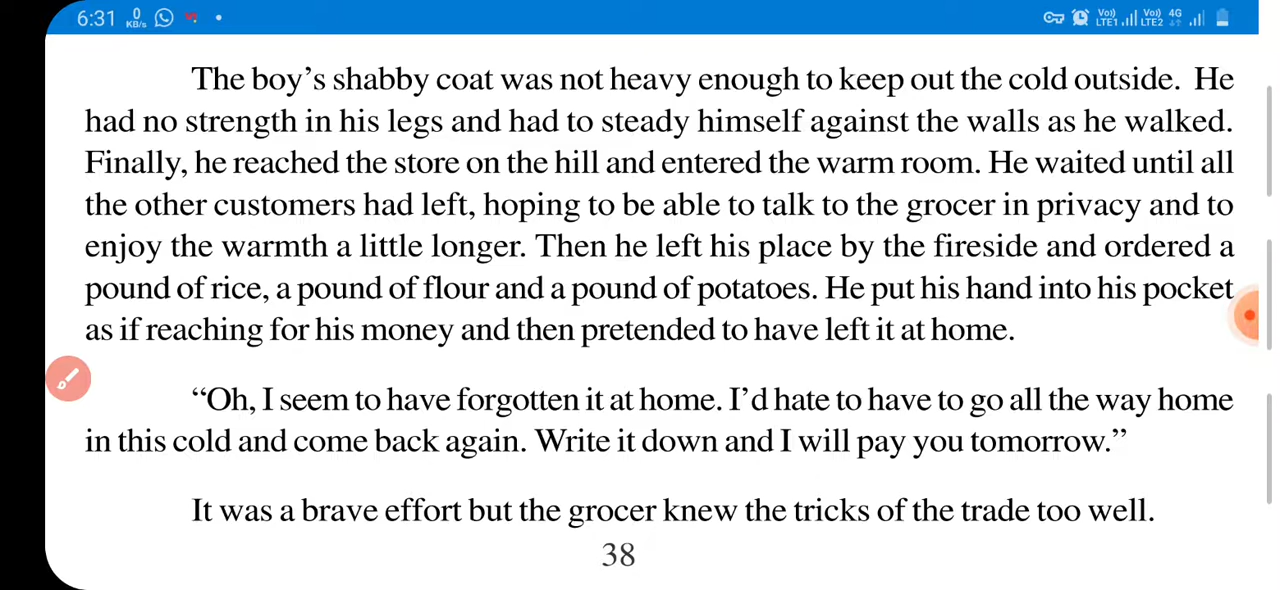 6:31 0 KB/s Vo)) LTE1 Vo)) LTE2 4G
The boy’s shabby coat was not heavy enough to keep out the cold outside. He
had no strength in his legs and had to steady himself against the walls as he walked.
Finally, he reached the store on the hill and entered the warm room. He waited until all
the other customers had left, hoping to be able to talk to the grocer in privacy and to
enjoy the warmth a little longer. Then he left his place by the fireside and ordered a
pound of rice, a pound of flour and a pound of potatoes. He put his hand into his pocket
as if reaching for his money and then pretended to have left it at home.
“Oh, I seem to have forgotten it at home. I’d hate to have to go all the way home
in this cold and come back again. Write it down and I will pay you tomorrow.”
It was a brave effort but the grocer knew the tricks of the trade too well.
38